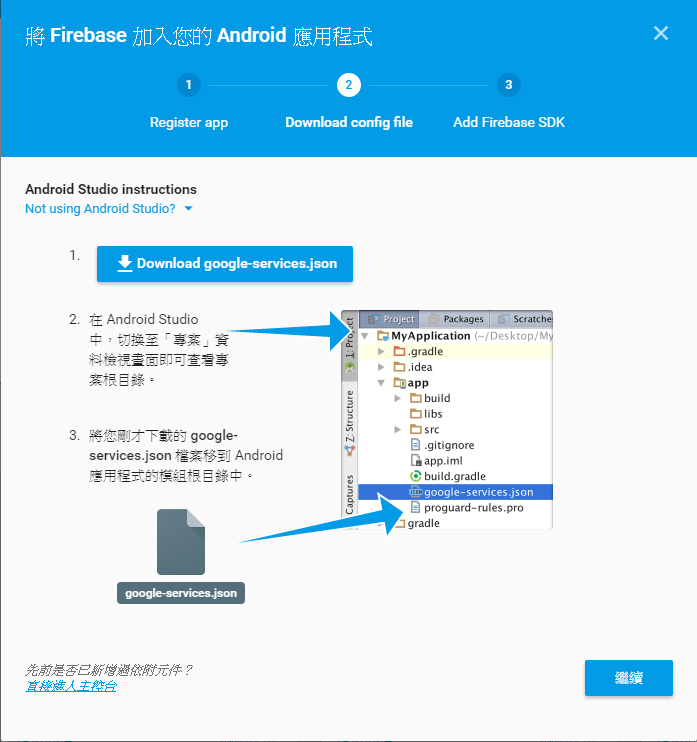 將 Firebase 加入您的 Android 應用程式
1
2
3
Register app
Download config file
Add Firebase SDK
Android Studio instructions
Not using Android Studio?
1.
Download google-services.json
2. 在 Android Studio
中，切換至「專案」資
料檢視畫面即可查看專
案根目錄。
3. 將您剛才下載的 google-
services.json 檔案移到 Android
應用程式的模組根目錄中。
google-services.json
1: Project
Z: Structure
Captures
Project
Packages
Scratches
MyApplication (~/Desktop/My
.gradle
.idea
app
build
libs
src
.gitignore
app.iml
build.gradle
google-services.json
proguard-rules.pro
gradle
先前是否已新增過依附元件？
直接進入主控台
繼續